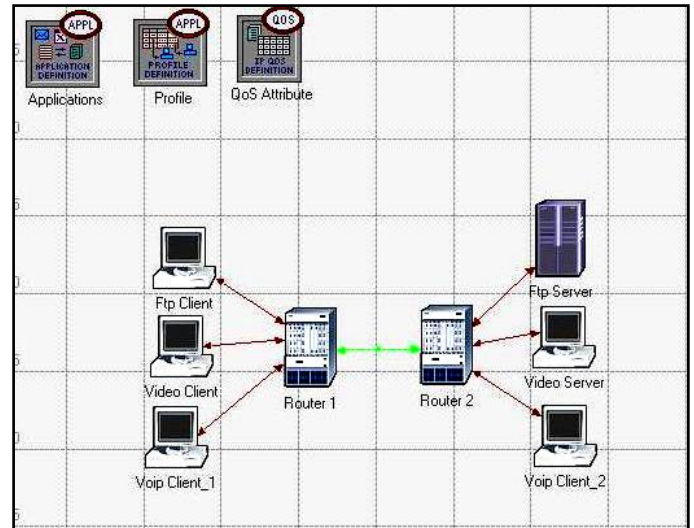 APPL
APPL
QOS
APPLICATION
DEFINITION
PROFILE
DEFINITION
IP QOS
DEFINITION
Applications
Profile
QoS Attribute
Ftp Client
Ftp Server
Video Client
Video Server
Router 1
Router 2
Voip Client_1
Voip Client_2